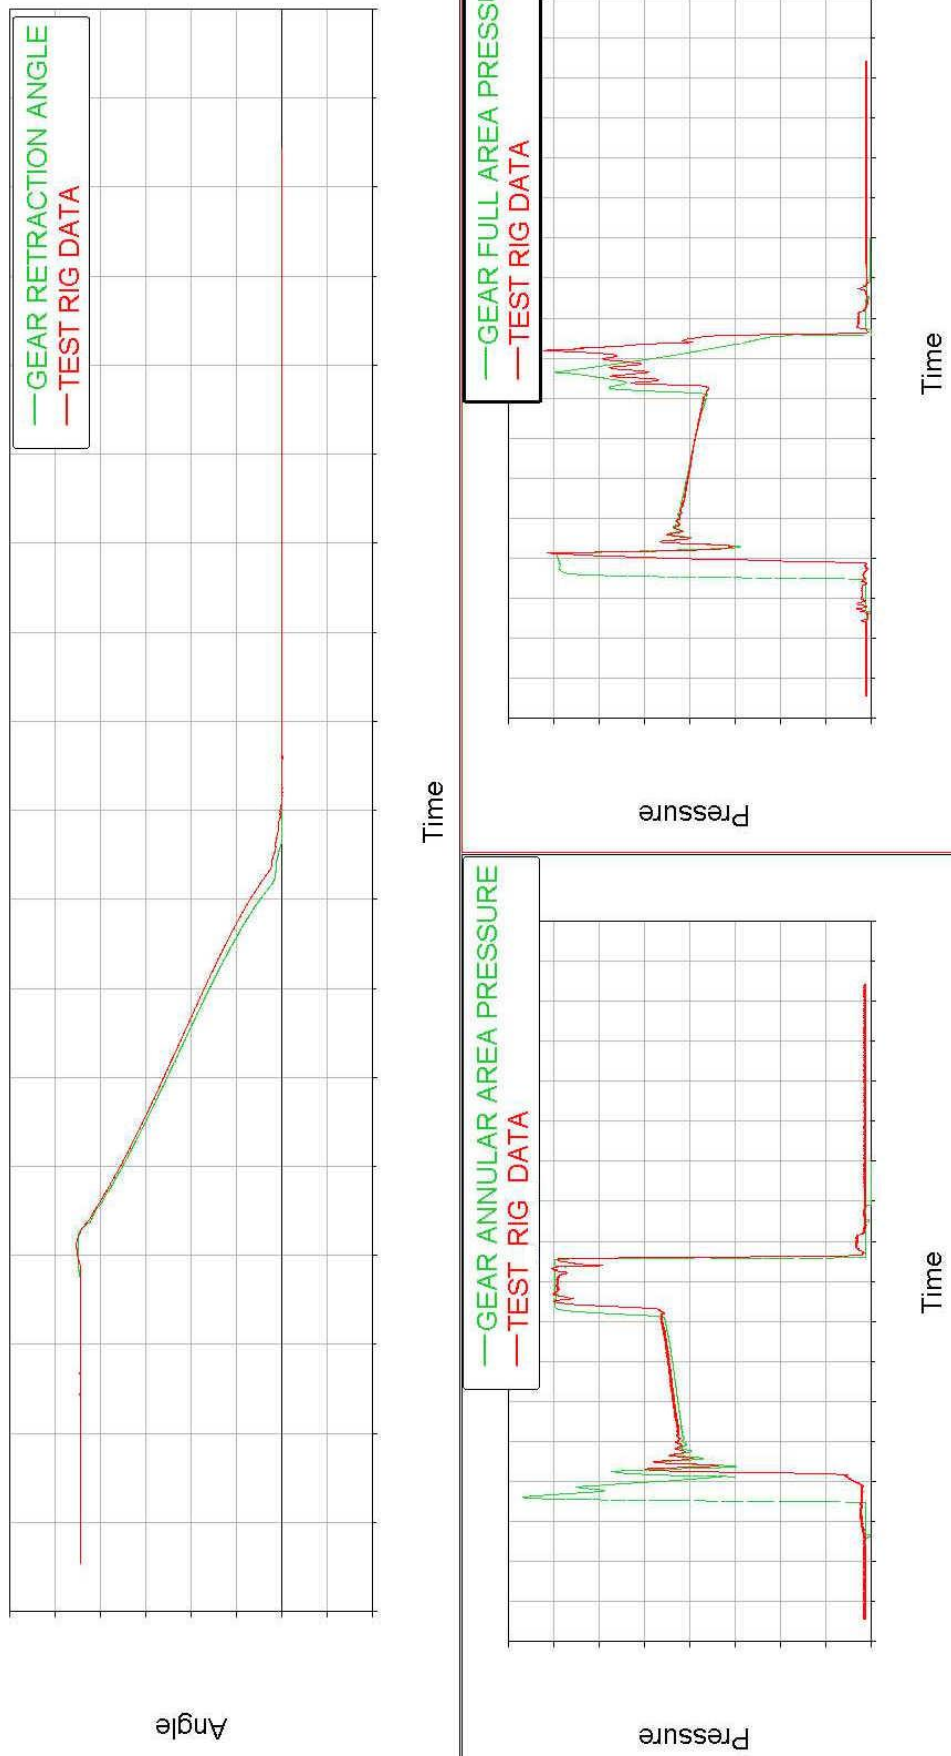 GEAR RETRACTION ANGLE
TEST RIG DATA
Angle
Time
GEAR ANNULAR AREA PRESSURE
TEST RIG DATA
Pressure
Time
GEAR FULL AREA PRESSU
TEST RIG DATA
Pressure
Time